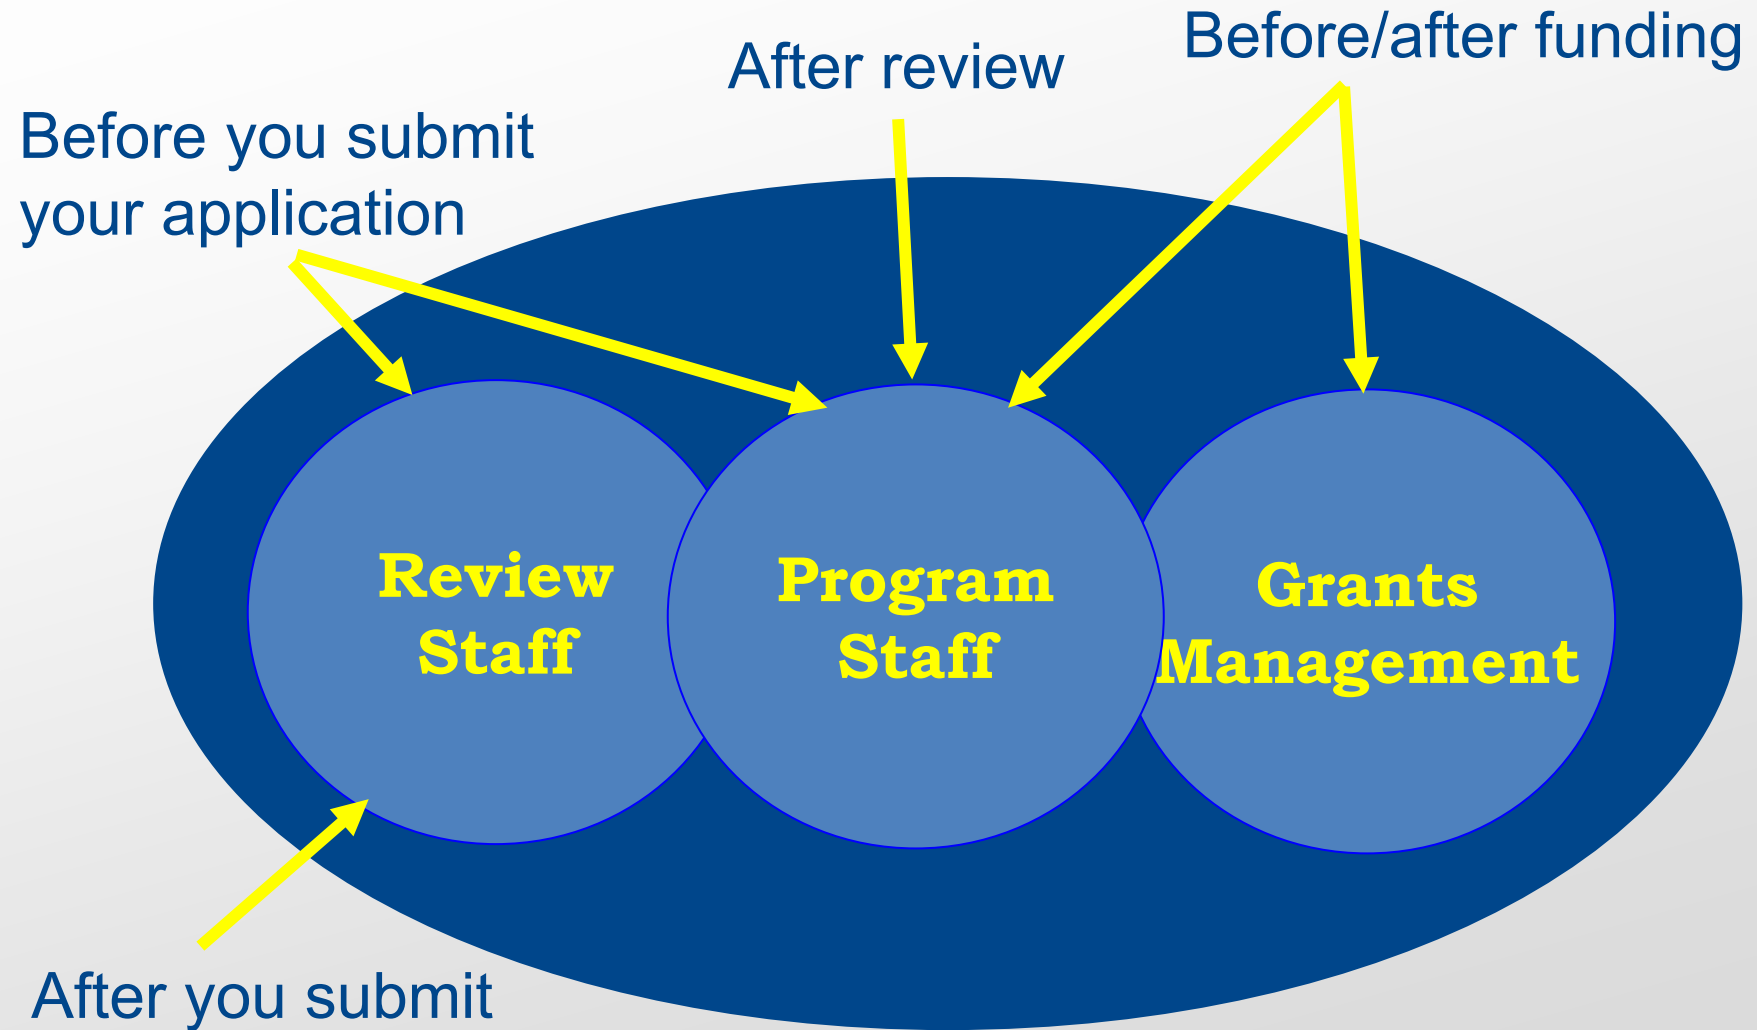 Before/after funding
After review
Before you submit
your application
Review
Staff
Program
Staff
Grants
Management
After you submit